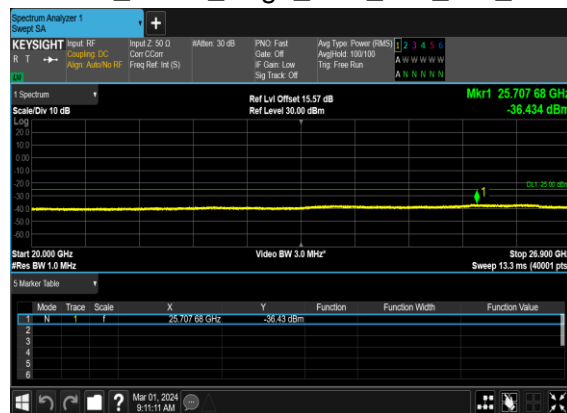 Spectrum Analyzer 1
Swept SA
KEYSIGHT Input: RF Input Z: 50 Ω #Atten: 30 dB PNO: Fast Avg Type: Power (RMS) 1 2 3 4 5 6
R T Coupling: DC Corr CCorr Gate: Off Avg|Hold: 100/100 A W W W W W
Align: Auto/No RF Freq Ref: Int (S) IF Gain: Low Trig: Free Run
Sig Track: Off A N N N N N
1 Spectrum Ref Lvl Offset 15.57 dB Mkr1 25.707 68 GHz
Scale/Div 10 dB Ref Level 30.00 dBm -36.434 dBm
Log
20.0
10.0
0.00
-10.0
-20.0 DL1 -25.00 dBm
-30.0 1
-40.0
-50.0
-60.0
Start 20.000 GHz Video BW 3.0 MHz* Stop 26.900 GHz
#Res BW 1.0 MHz Sweep 13.3 ms (40001 pts)
5 Marker Table
Mode Trace Scale X Y Function Function Width Function Value
1 N 1 f 25.707 68 GHz -36.43 dBm
2
3
4
5
6
? Mar 01, 2024
9:11:11 AM